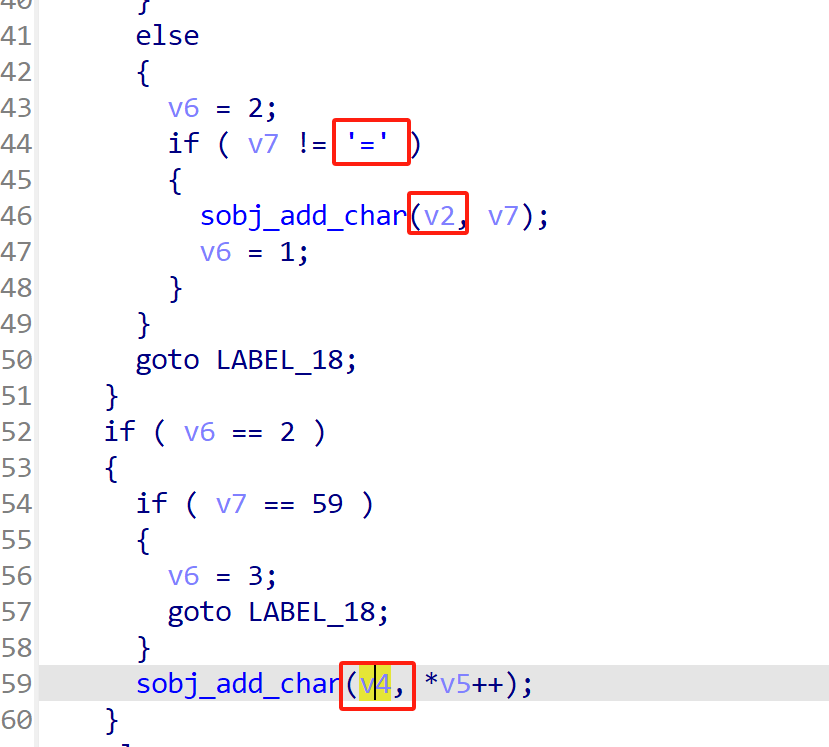 40 }
41 else
42 {
43 v6 = 2;
44 if ( v7 != '=' )
45 {
46 sobj_add_char(v2, v7);
47 v6 = 1;
48 }
49 }
50 goto LABEL_18;
51 }
52 if ( v6 == 2 )
53 {
54 if ( v7 == 59 )
55 {
56 v6 = 3;
57 goto LABEL_18;
58 }
59 sobj_add_char(v4, *v5++);
60 }